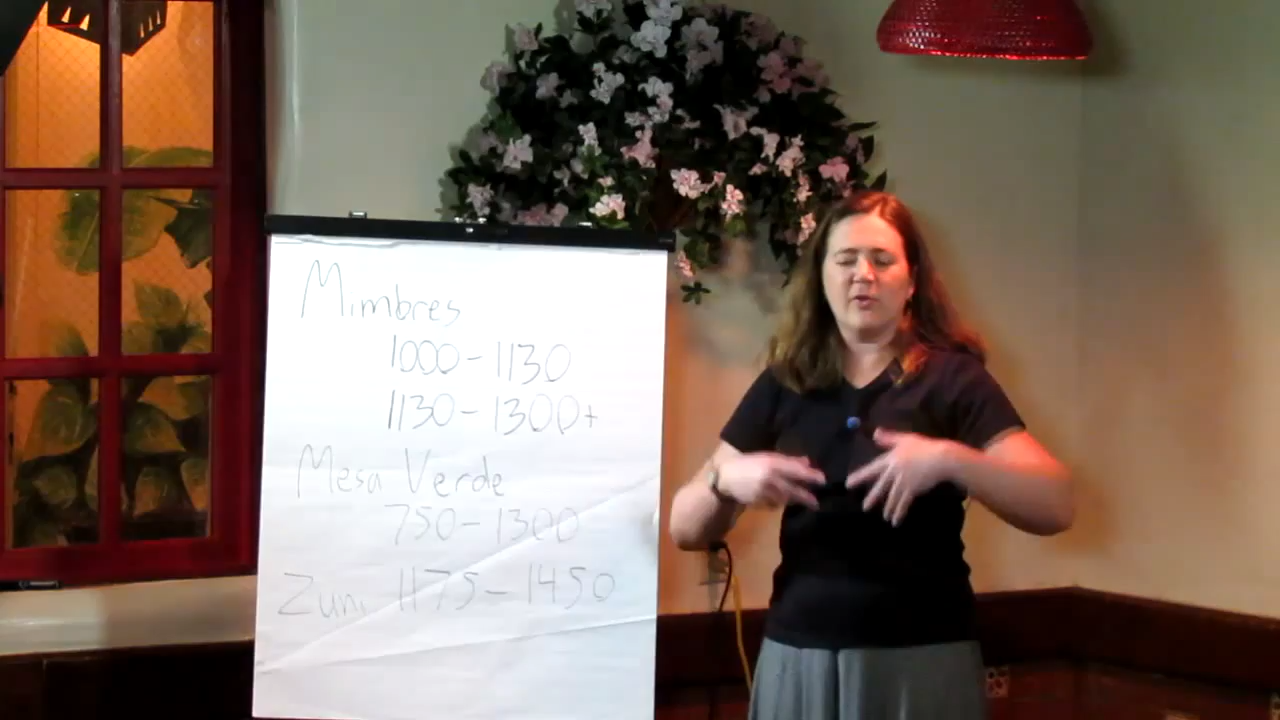 Mimbres
1000-1130
1130-1300+
Mesa Verde
750-1300
Zuni 1175-1450